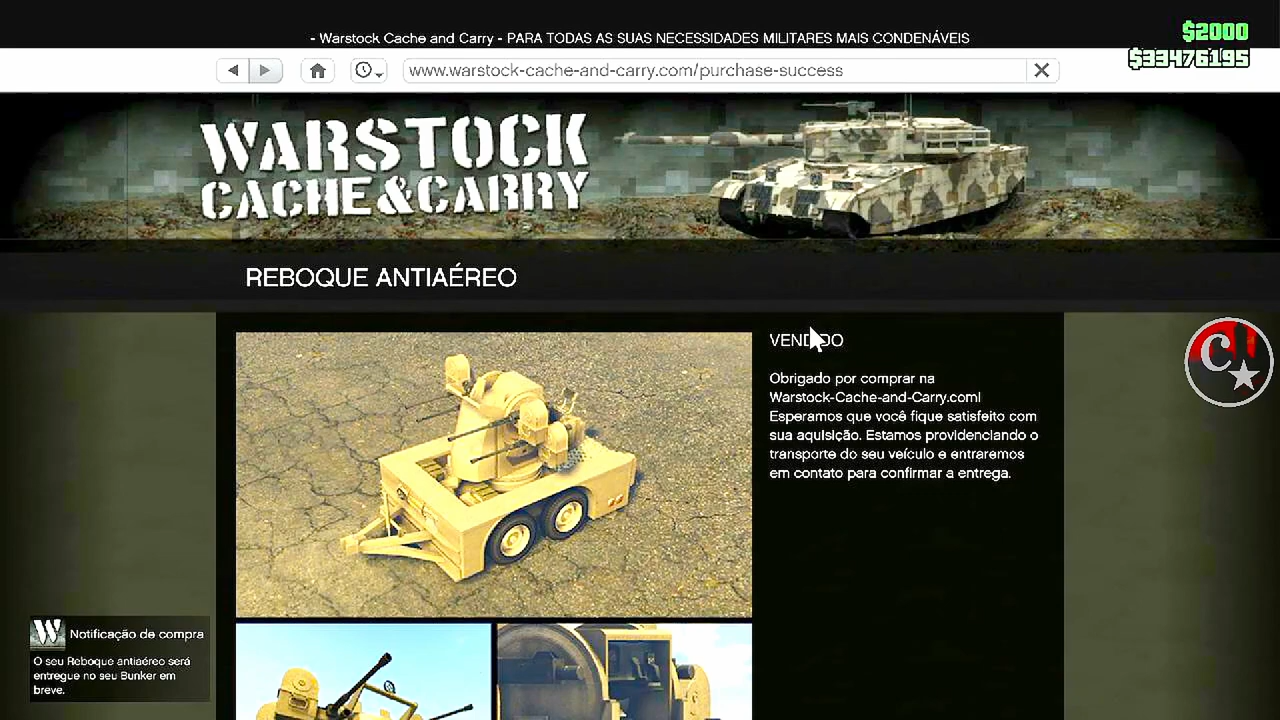 - Warstock Cache and Carry - PARA TODAS AS SUAS NECESSIDADES MILITARES MAIS CONDENÁVEIS
$2000
$33476195
www.warstock-cache-and-carry.com/purchase-success
WARSTOCK
CACHE&CARRY
REBOQUE ANTIAÉREO
VENDIDO
Obrigado por comprar na
Warstock-Cache-and-Carry.com!
Esperamos que você fique satisfeito com
sua aquisição. Estamos providenciando o
transporte do seu veículo e entraremos
em contato para confirmar a entrega.
C
W Notificação de compra
O seu Reboque antiaéreo será
entregue no seu Bunker em
breve.